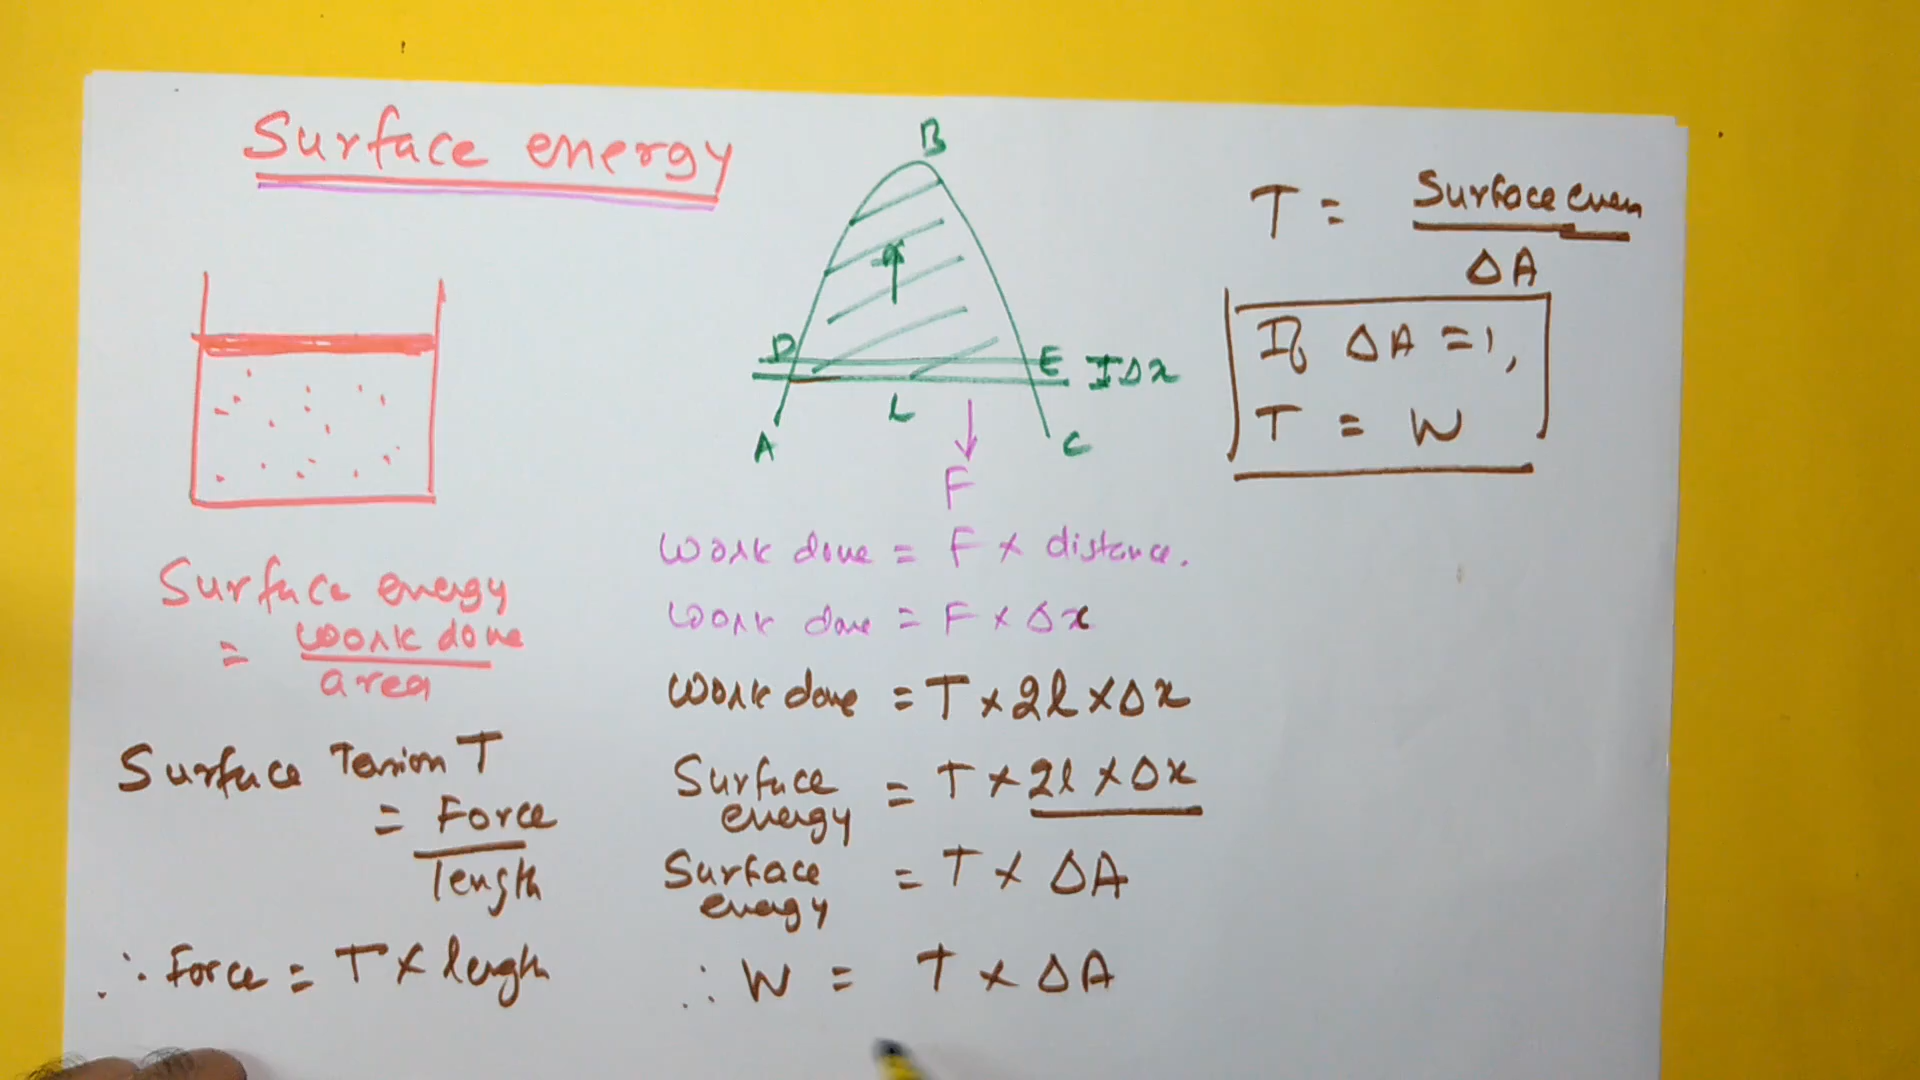 Surface energy
B
D
E
I Δx
L
A
C
F
Surface energy
= work done
area
Surface Tension T
= Force
length
∴ Force = T × length
work done = F × distance.
work done = F × Δx
work done = T × 2l × Δx
Surface energy = T × 2l × Δx
Surface energy = T × ΔA
∴ W = T × ΔA
T = Surface
ΔA
If ΔA = 1,
T = W